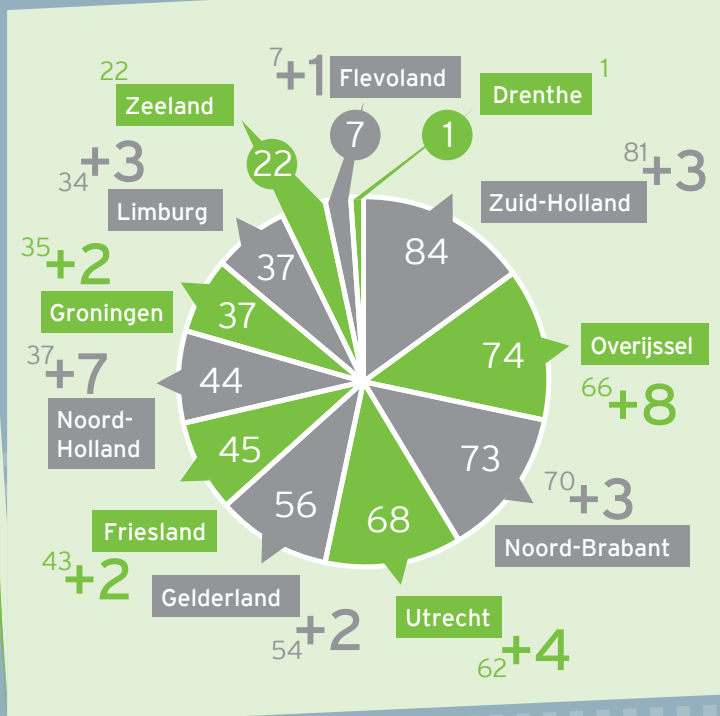 7
+1
Flevoland
7
1
Drenthe
1
22
Zeeland
22
81
+3
Zuid-Holland
84
34
+3
Limburg
37
35
+2
Groningen
37
66
+8
Overijssel
74
37
+7
Noord-
Holland
44
70
+3
Noord-Brabant
73
43
+2
Friesland
45
Gelderland
54
+2
56
Utrecht
62
+4
68